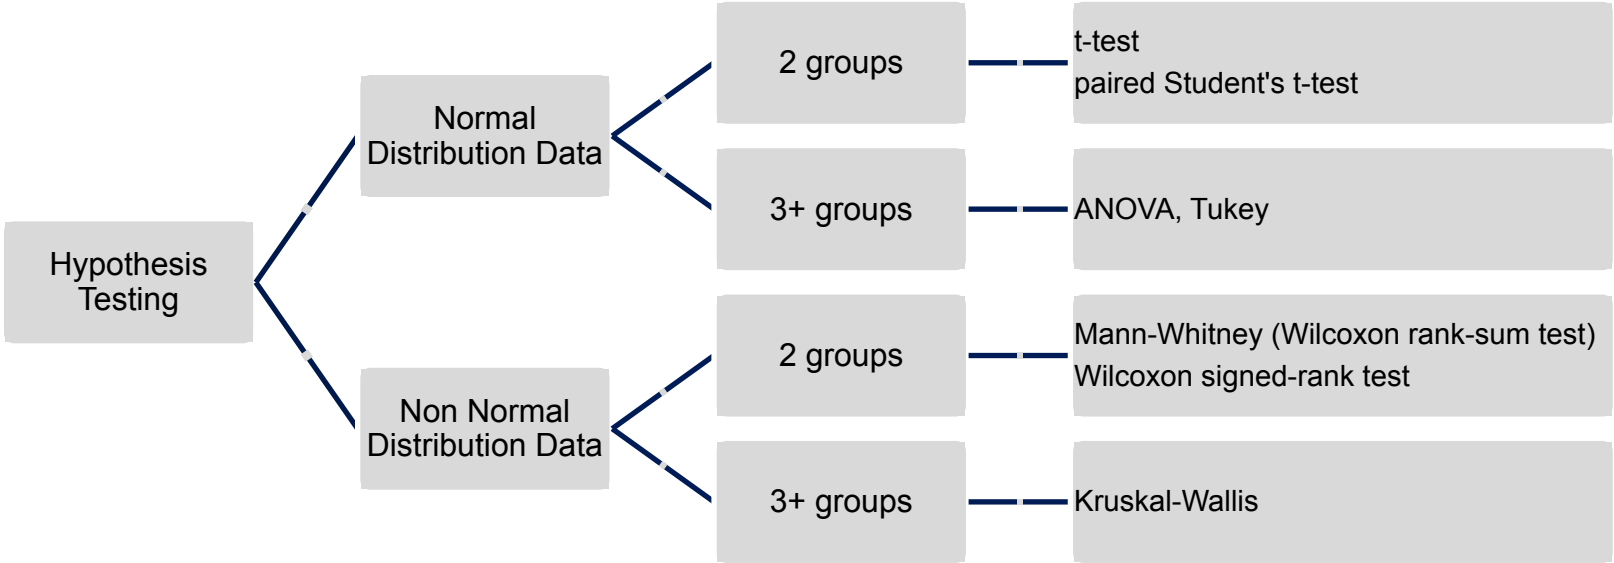 Hypothesis
Testing
Normal
Distribution Data
2 groups
t-test
paired Student's t-test
3+ groups
ANOVA, Tukey
Non Normal
Distribution Data
2 groups
Mann-Whitney (Wilcoxon rank-sum test)
Wilcoxon signed-rank test
3+ groups
Kruskal-Wallis